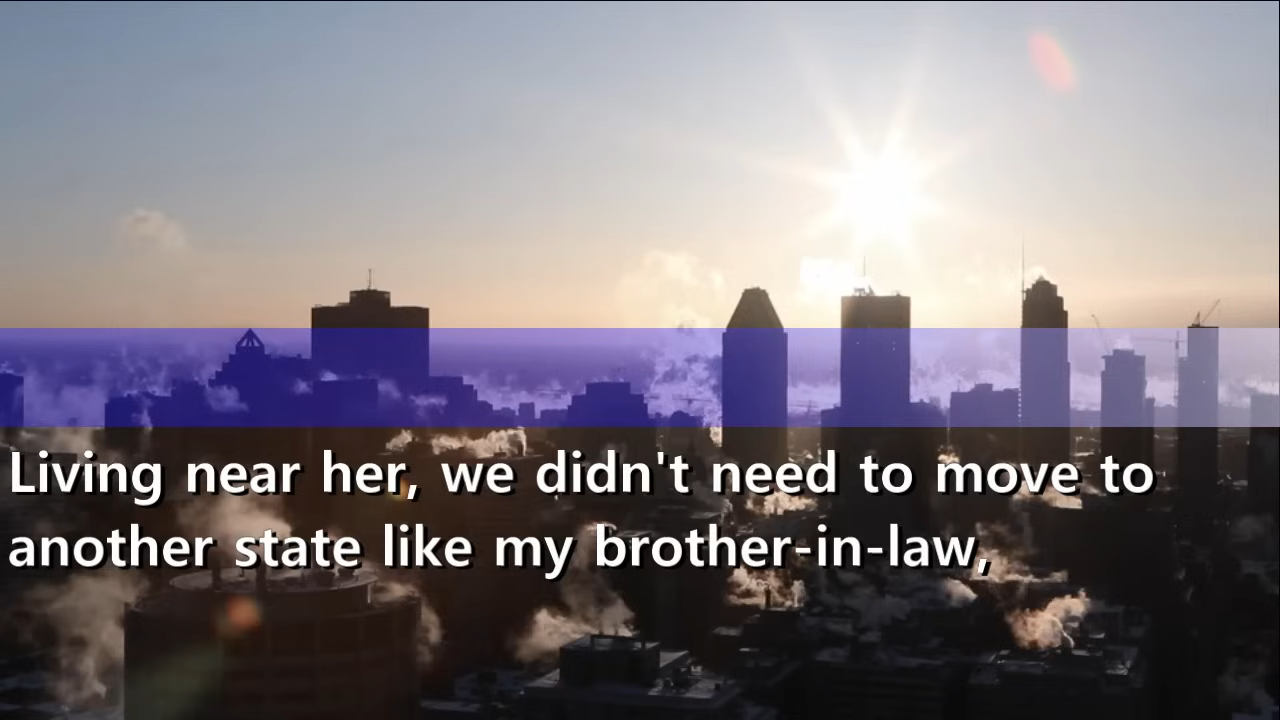 Living near her, we didn't need to move to
another state like my brother-in-law,